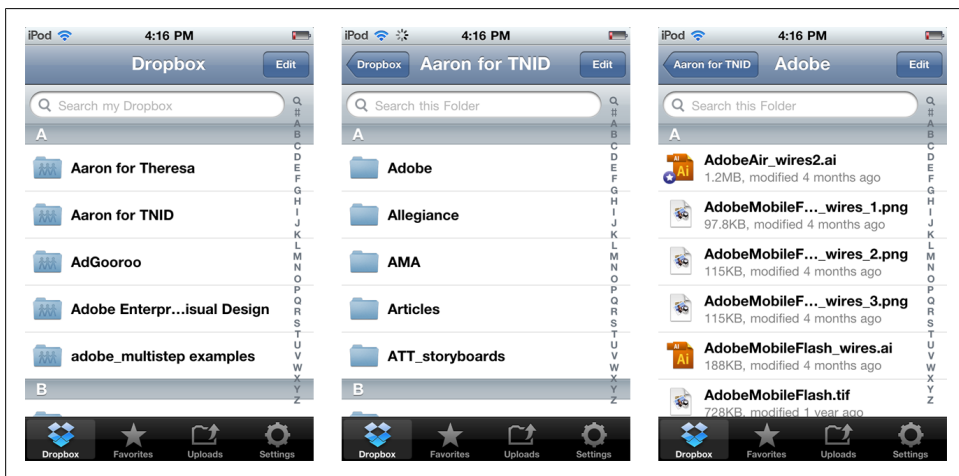 iPod 4:16 PM
Dropbox Edit
Search my Dropbox
A
Aaron for Theresa
Aaron for TNID
AdGooroo
Adobe Enterpr...isual Design
adobe_multistep examples
B
#
A
B
C
D
E
F
G
H
I
J
K
L
M
N
O
P
Q
R
S
T
U
V
W
X
Y
Z
Dropbox Favorites Uploads Settings
iPod 4:16 PM
Dropbox Aaron for TNID Edit
Search this Folder
A
Adobe
Allegiance
AMA
Articles
ATT_storyboards
B
#
A
B
C
D
E
F
G
H
I
J
K
L
M
N
O
P
Q
R
S
T
U
V
W
X
Y
Z
Dropbox Favorites Uploads Settings
iPod 4:16 PM
Aaron for TNID Adobe Edit
Search this Folder
A
Ai
Ai
AdobeAir_wires2.ai
1.2MB, modified 4 months ago
AdobeMobileF..._wires_1.png
97.8KB, modified 4 months ago
AdobeMobileF..._wires_2.png
115KB, modified 4 months ago
AdobeMobileF..._wires_3.png
115KB, modified 4 months ago
Ai
Ai
AdobeMobileFlash_wires.ai
188KB, modified 4 months ago
AdobeMobileFlash.tif
728KB, modified 1 year ago
#
A
B
C
D
E
F
G
H
I
J
K
L
M
N
O
P
Q
R
S
T
U
V
W
X
Y
Z
Dropbox Favorites Uploads Settings